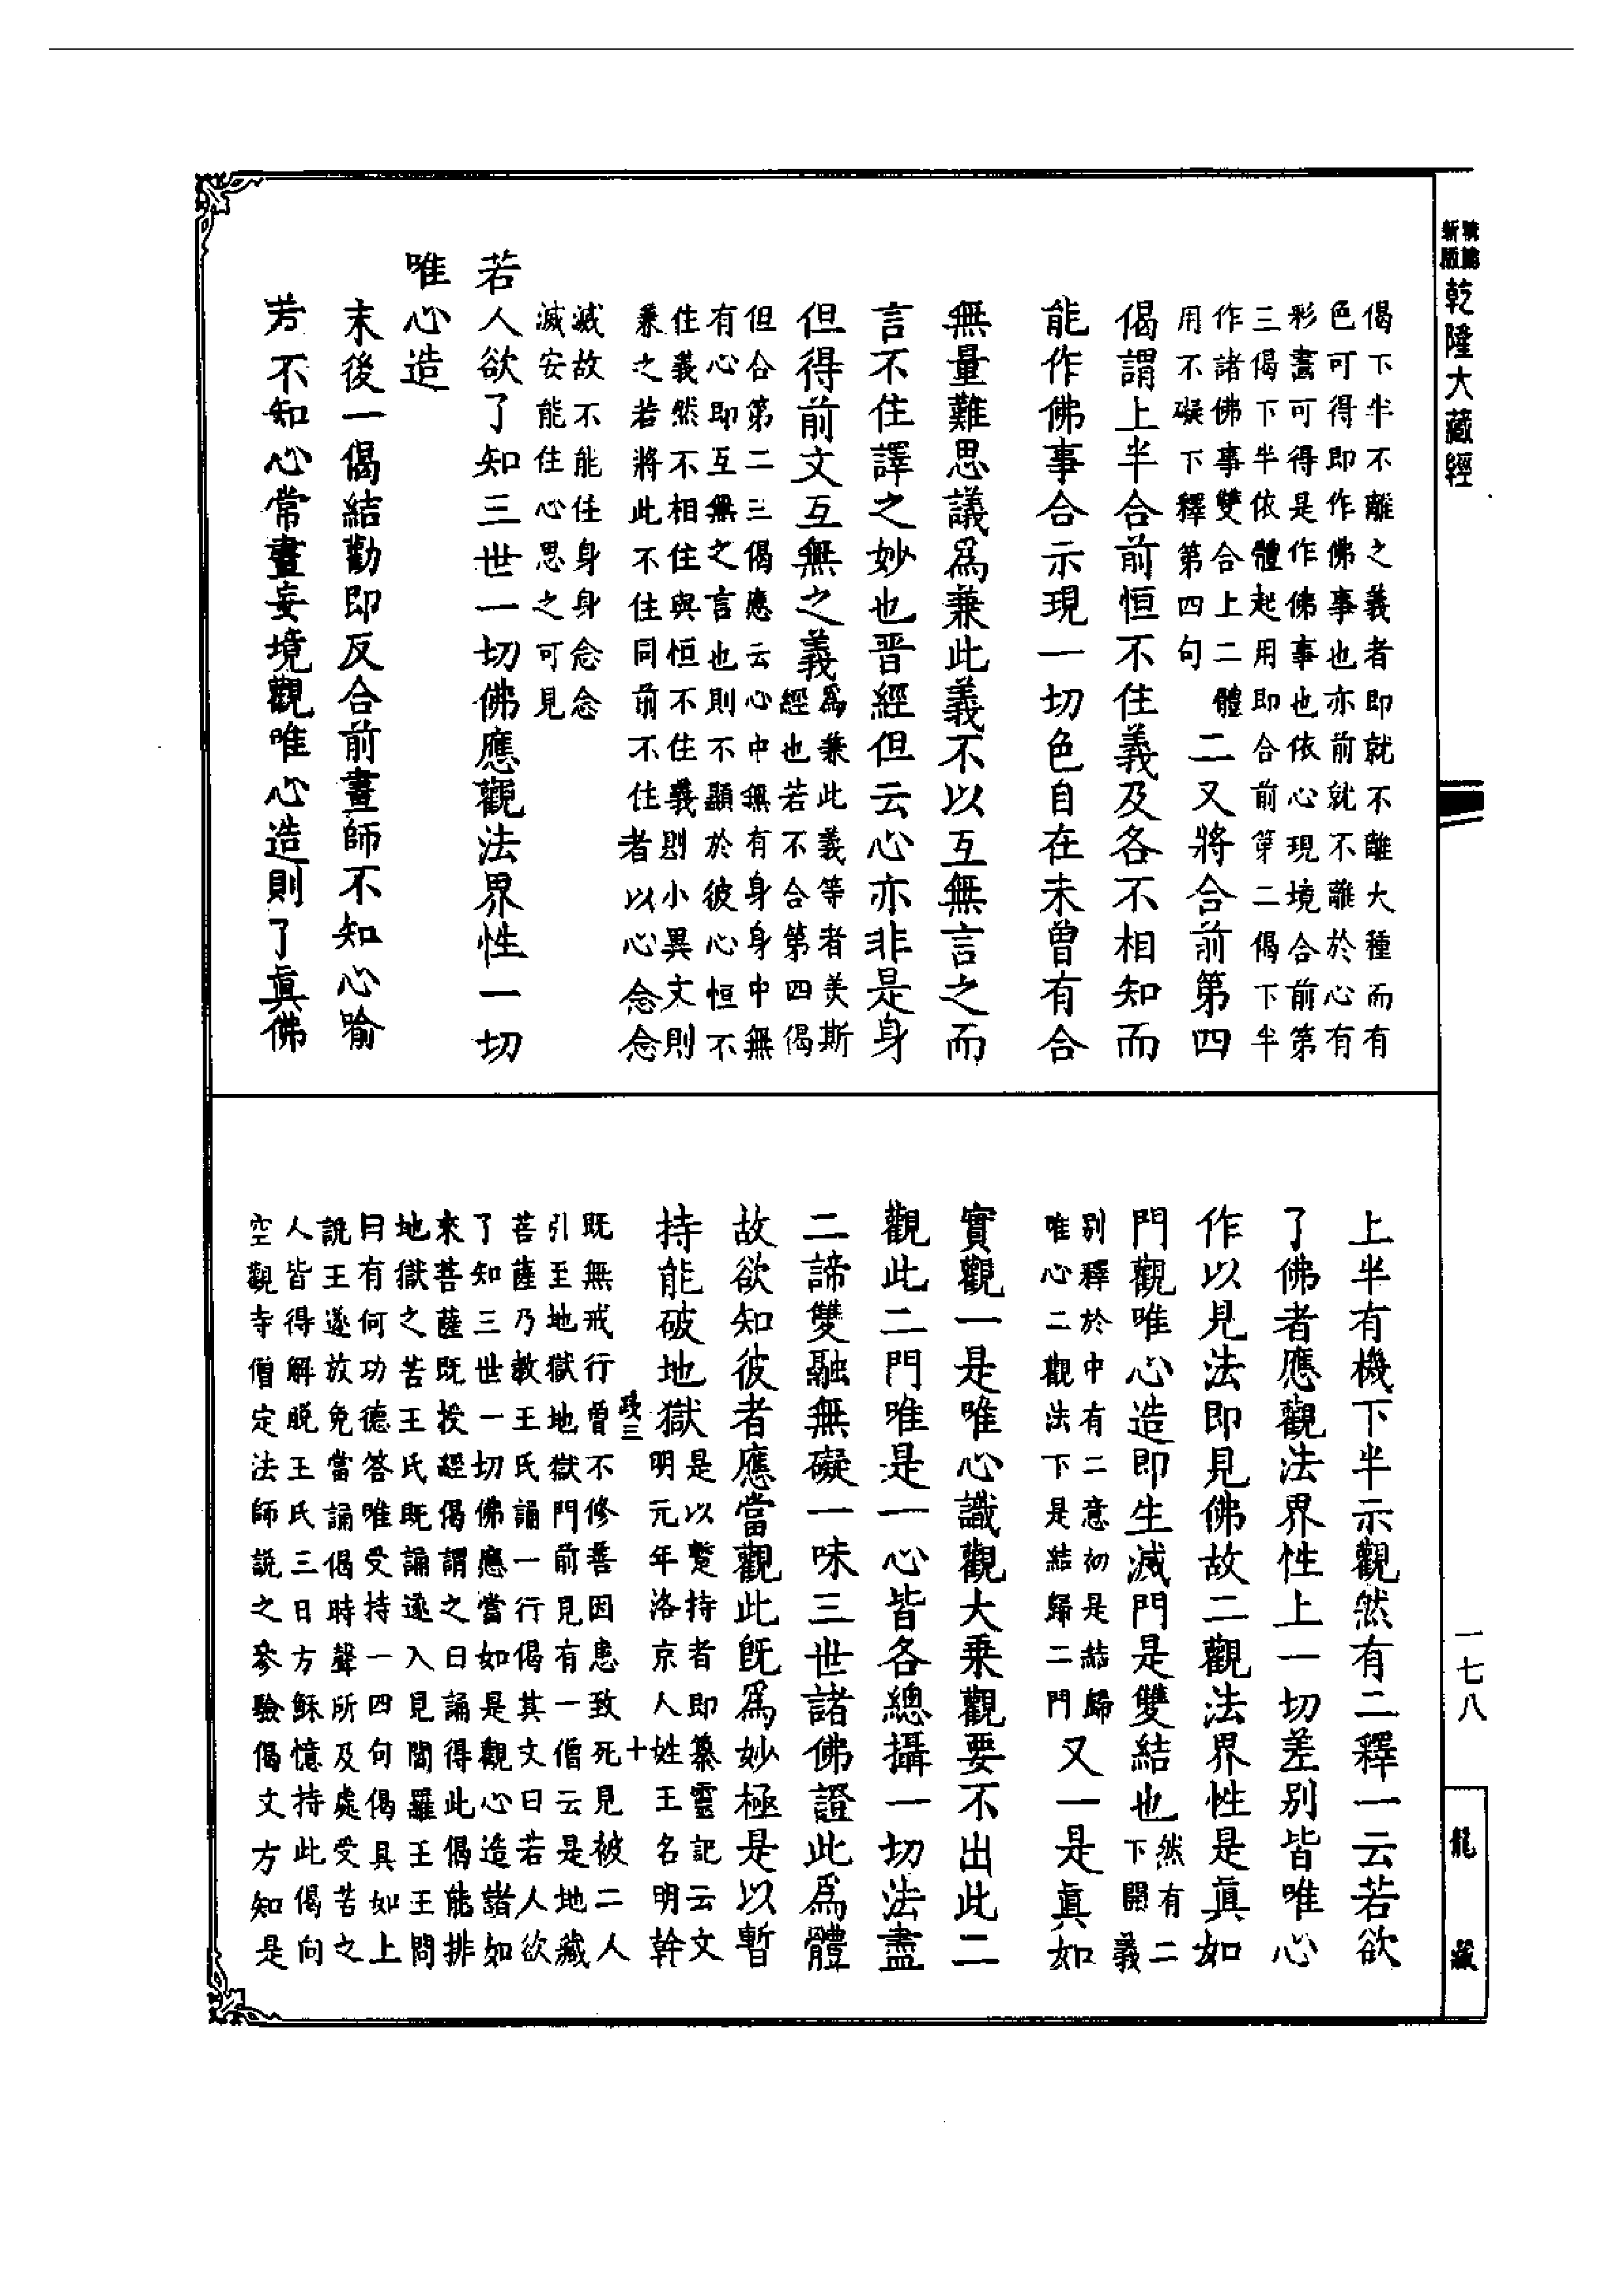 新版
乾隆大藏經
偈下半不離之義者即就不離大種而有
色可得即作佛事也亦前就不離於心有
彩畫可得是作佛事也依心現境合前第
三偈下半依體起用即合前第二偈下半
作諸佛事雙合上二體
用不礙下釋第四句
二又將合前第四
偈謂上半合前恒不住義及各不相知而
能作佛事合示現一切色自在未曾有合
無量難思議為兼此義不以互無言之而
言不住譯之妙也晉經但云心亦非是身
但得前文互無之義
為兼此義等者美斯
經也若不合第四偈
但合第二三偈應云心中無有身身中無
有心即互無之言也則不顯於彼心恒不
住義然不相住與恒不住義則小異文則
兼之若將此不住同前不住者以心念念
滅故不能住身身念念
滅安能住心思之可見
若人欲了知三世一切佛應觀法界性一切
唯心造
末後一偈結勸即反合前畫師不知心喻
若不知心常畫妄境觀唯心造則了真佛
上半有機下半示觀然有二釋一云若欲
了佛者應觀法界性上一切差別皆唯心
作以見法即見佛故二觀法界性是真如
門觀唯心造即生滅門是雙結也
然有二
下開義
別釋於中有二意初是結歸
唯心二觀法下是結歸二門
又一是真如
實觀一是唯心識觀大乘觀要不出此二
觀此二門唯是一心皆各總攝一切法盡
二諦雙融無礙一味三世諸佛證此為體
故欲知彼者應當觀此既為妙極是以暫
持能破地獄
是以蹔持者即纂靈記云文
明元年洛京人姓王名明幹
既無戒行曾不修善因患致死見被二人
引至地獄地獄門前見有一僧云是地藏
菩薩乃教王氏誦一行偈其文曰若人欲
了知三世一切佛應當如是觀心造諸如
來菩薩既授經偈謂之曰誦得此偈能排
地獄之苦王氏既誦遂入見閻羅王王問
曰有何功德答唯受持一四句偈具如上
說王遂放免當誦偈時聲所及處受苦之
人皆得解脫王氏三日方穌憶持此偈向
空觀寺僧定法師說之參驗偈文方知是
一七八
龍藏